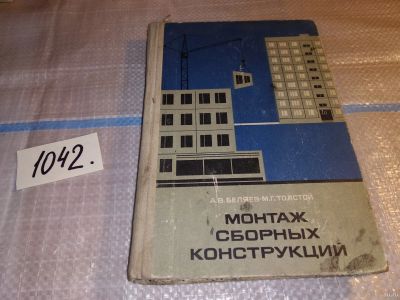 1042.
А.В.БЕЛЯЕВ·М.Г.ТОЛСТОЙ
МОНТАЖ
СБОРНЫХ
КОНСТРУКЦИЙ